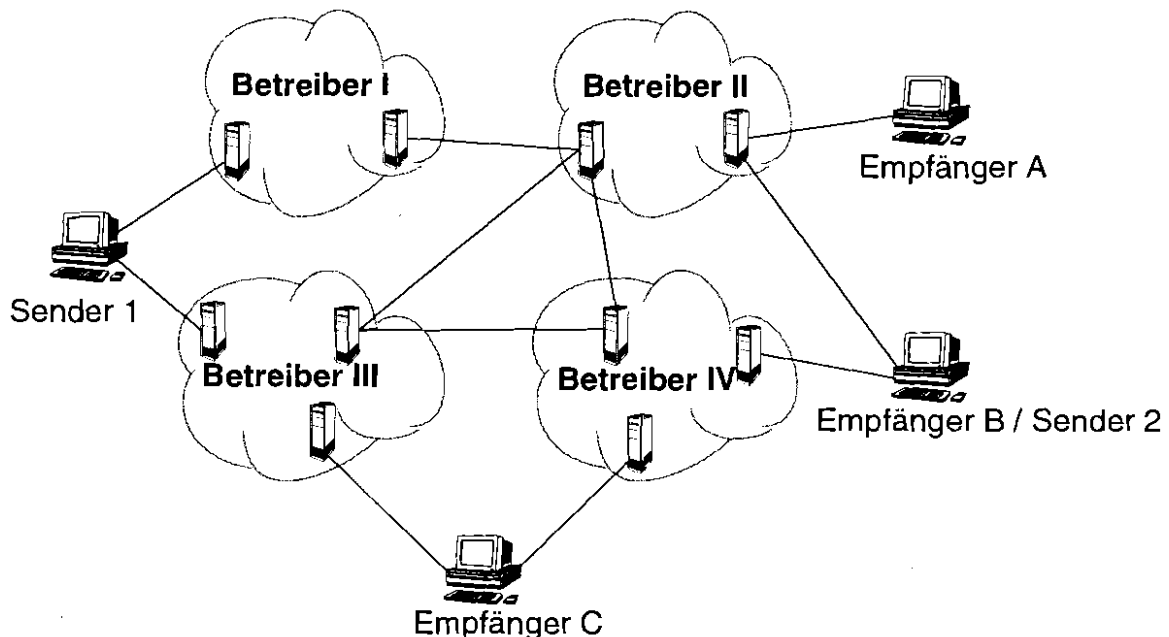 Betreiber I
Betreiber II
Empfänger A
Sender 1
Betreiber III
Betreiber IV
Empfänger B / Sender 2
Empfänger C